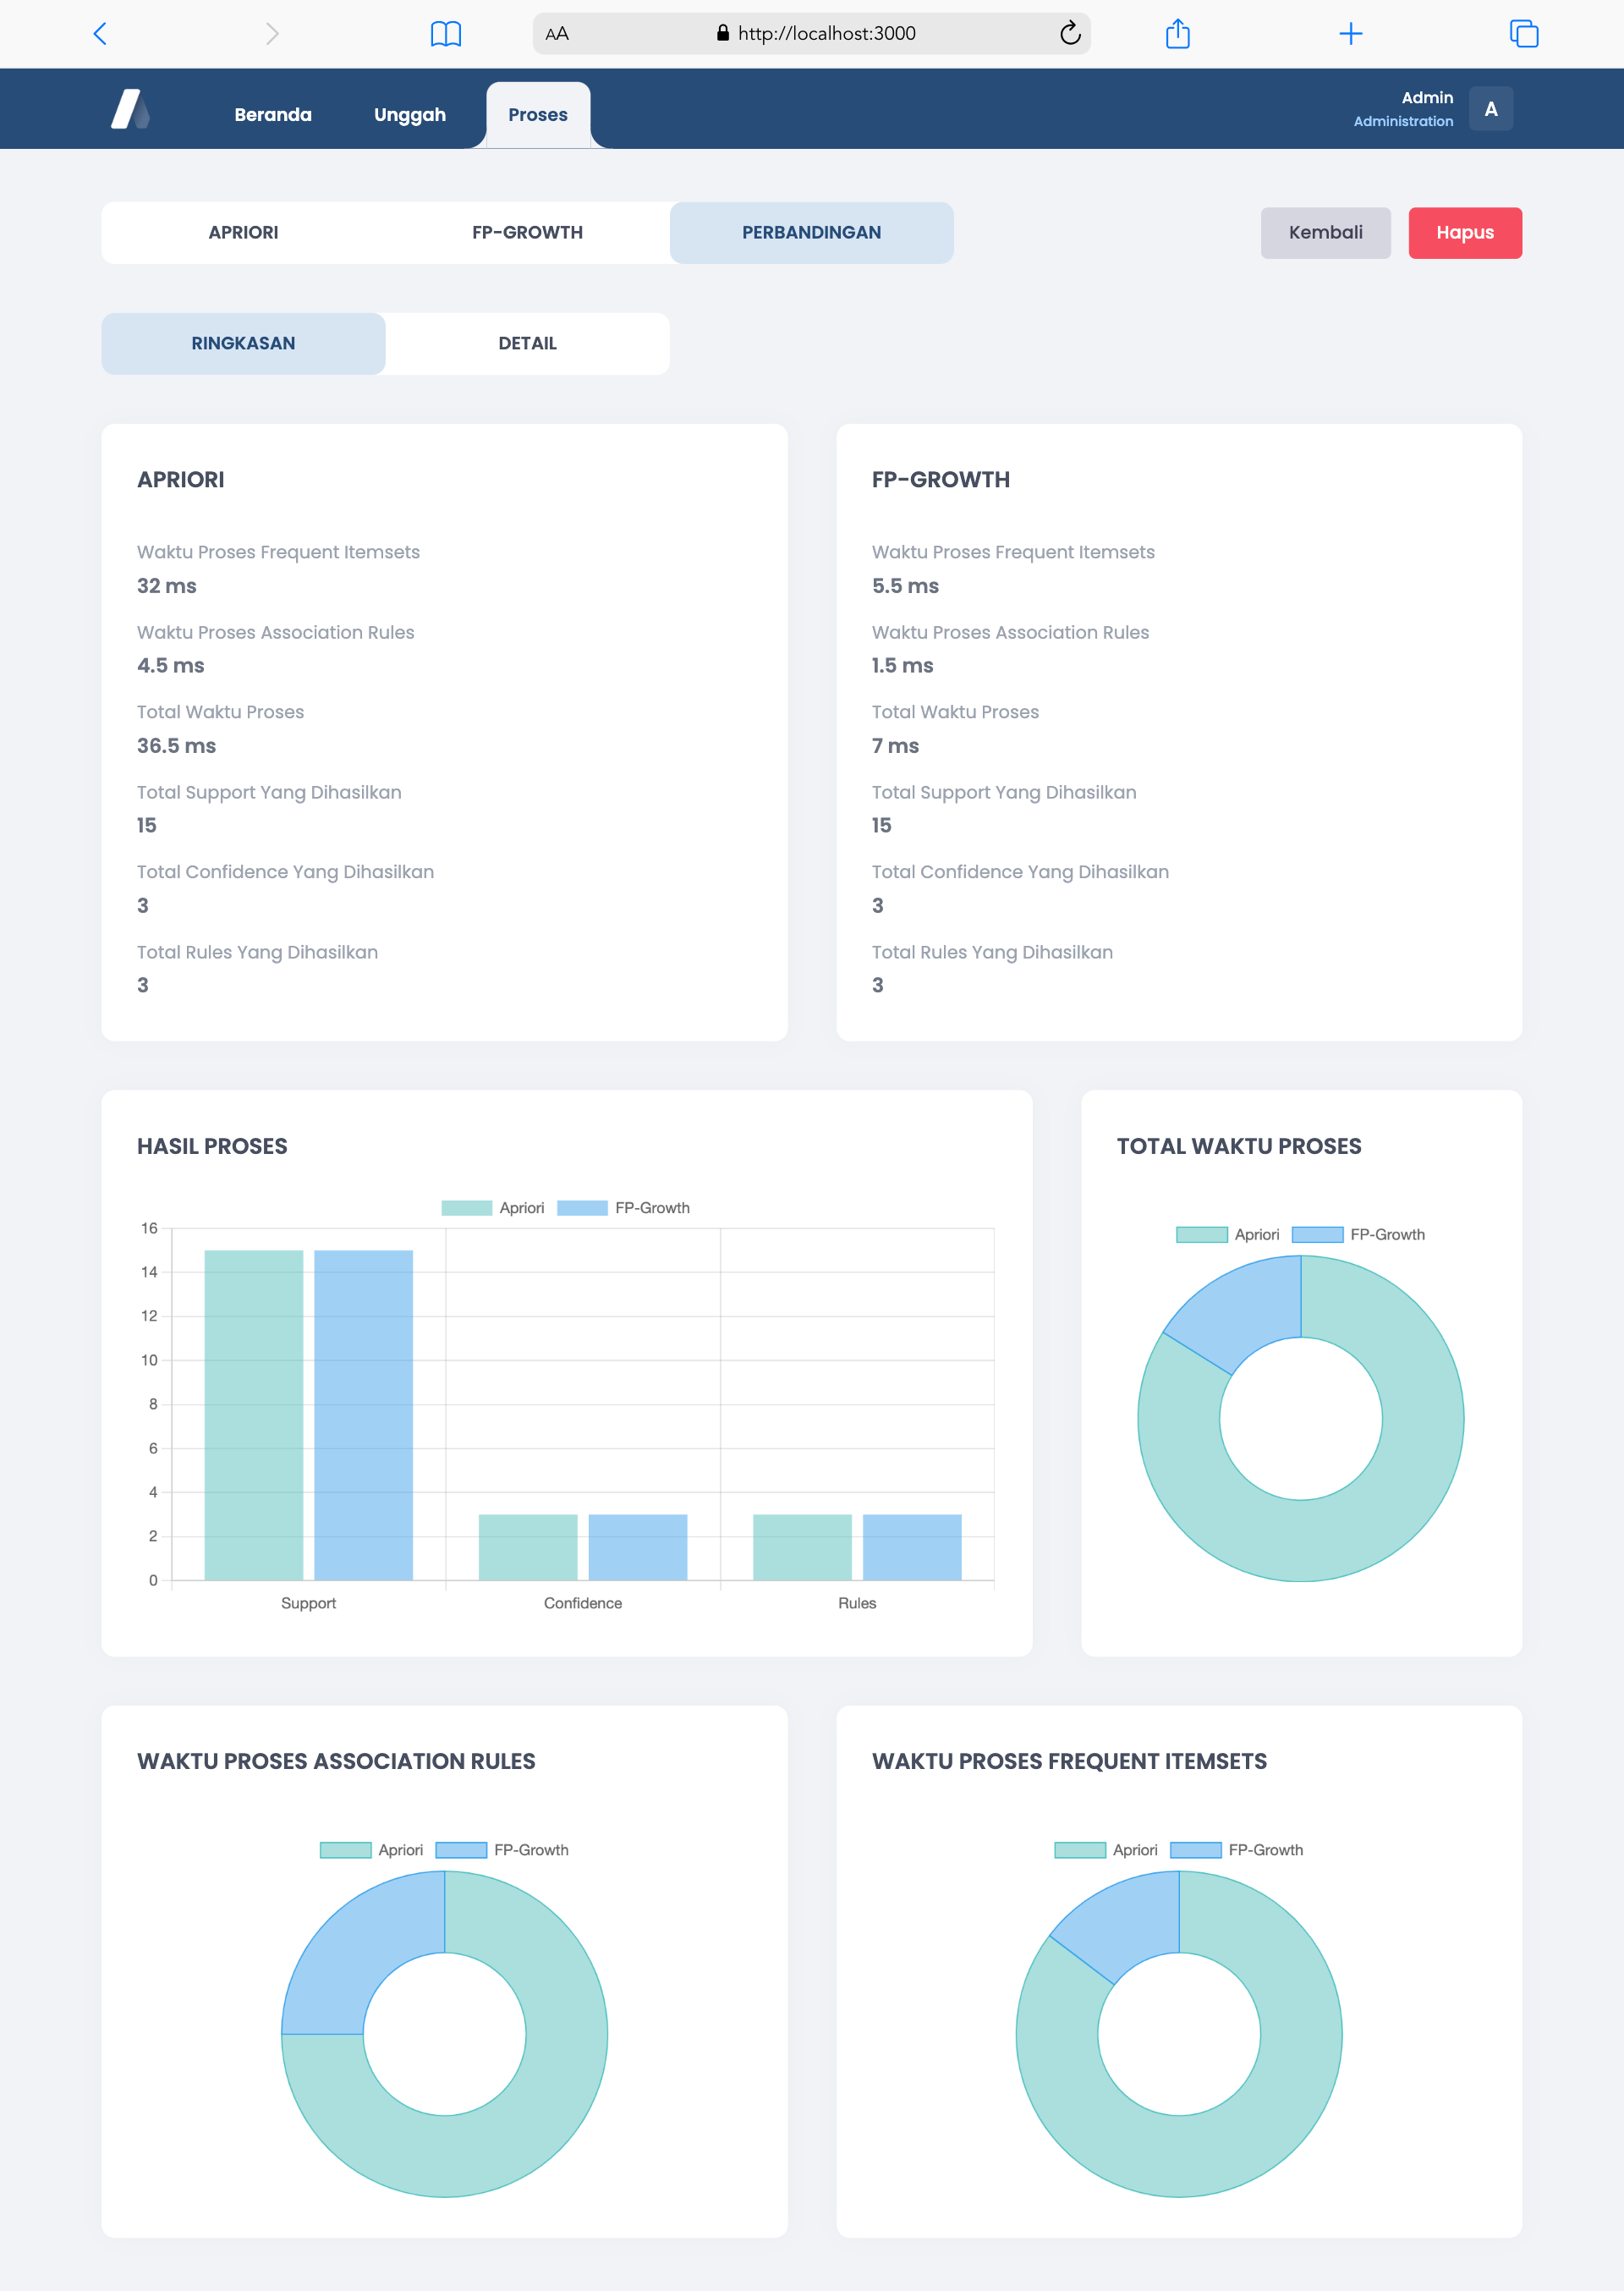 AA http://localhost:3000
Beranda Unggah Proses
Admin
Administration
A
APRIORI FP-GROWTH PERBANDINGAN
Kembali Hapus
RINGKASAN DETAIL
APRIORI
Waktu Proses Frequent Itemsets
32 ms
Waktu Proses Association Rules
4.5 ms
Total Waktu Proses
36.5 ms
Total Support Yang Dihasilkan
15
Total Confidence Yang Dihasilkan
3
Total Rules Yang Dihasilkan
3
FP-GROWTH
Waktu Proses Frequent Itemsets
5.5 ms
Waktu Proses Association Rules
1.5 ms
Total Waktu Proses
7 ms
Total Support Yang Dihasilkan
15
Total Confidence Yang Dihasilkan
3
Total Rules Yang Dihasilkan
3
HASIL PROSES
Apriori FP-Growth
16
14
12
10
8
6
4
2
0
Support Confidence Rules
TOTAL WAKTU PROSES
Apriori FP-Growth
WAKTU PROSES ASSOCIATION RULES
Apriori FP-Growth
WAKTU PROSES FREQUENT ITEMSETS
Apriori FP-Growth